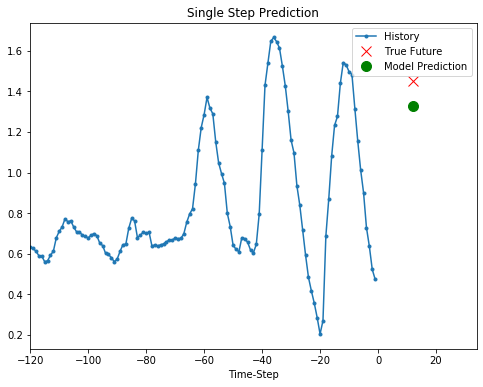 Single Step Prediction
History
True Future
Model Prediction
1.6
1.4
1.2
1.0
0.8
0.6
0.4
0.2
−120 −100 −80 −60 −40 −20 0 20
Time-Step